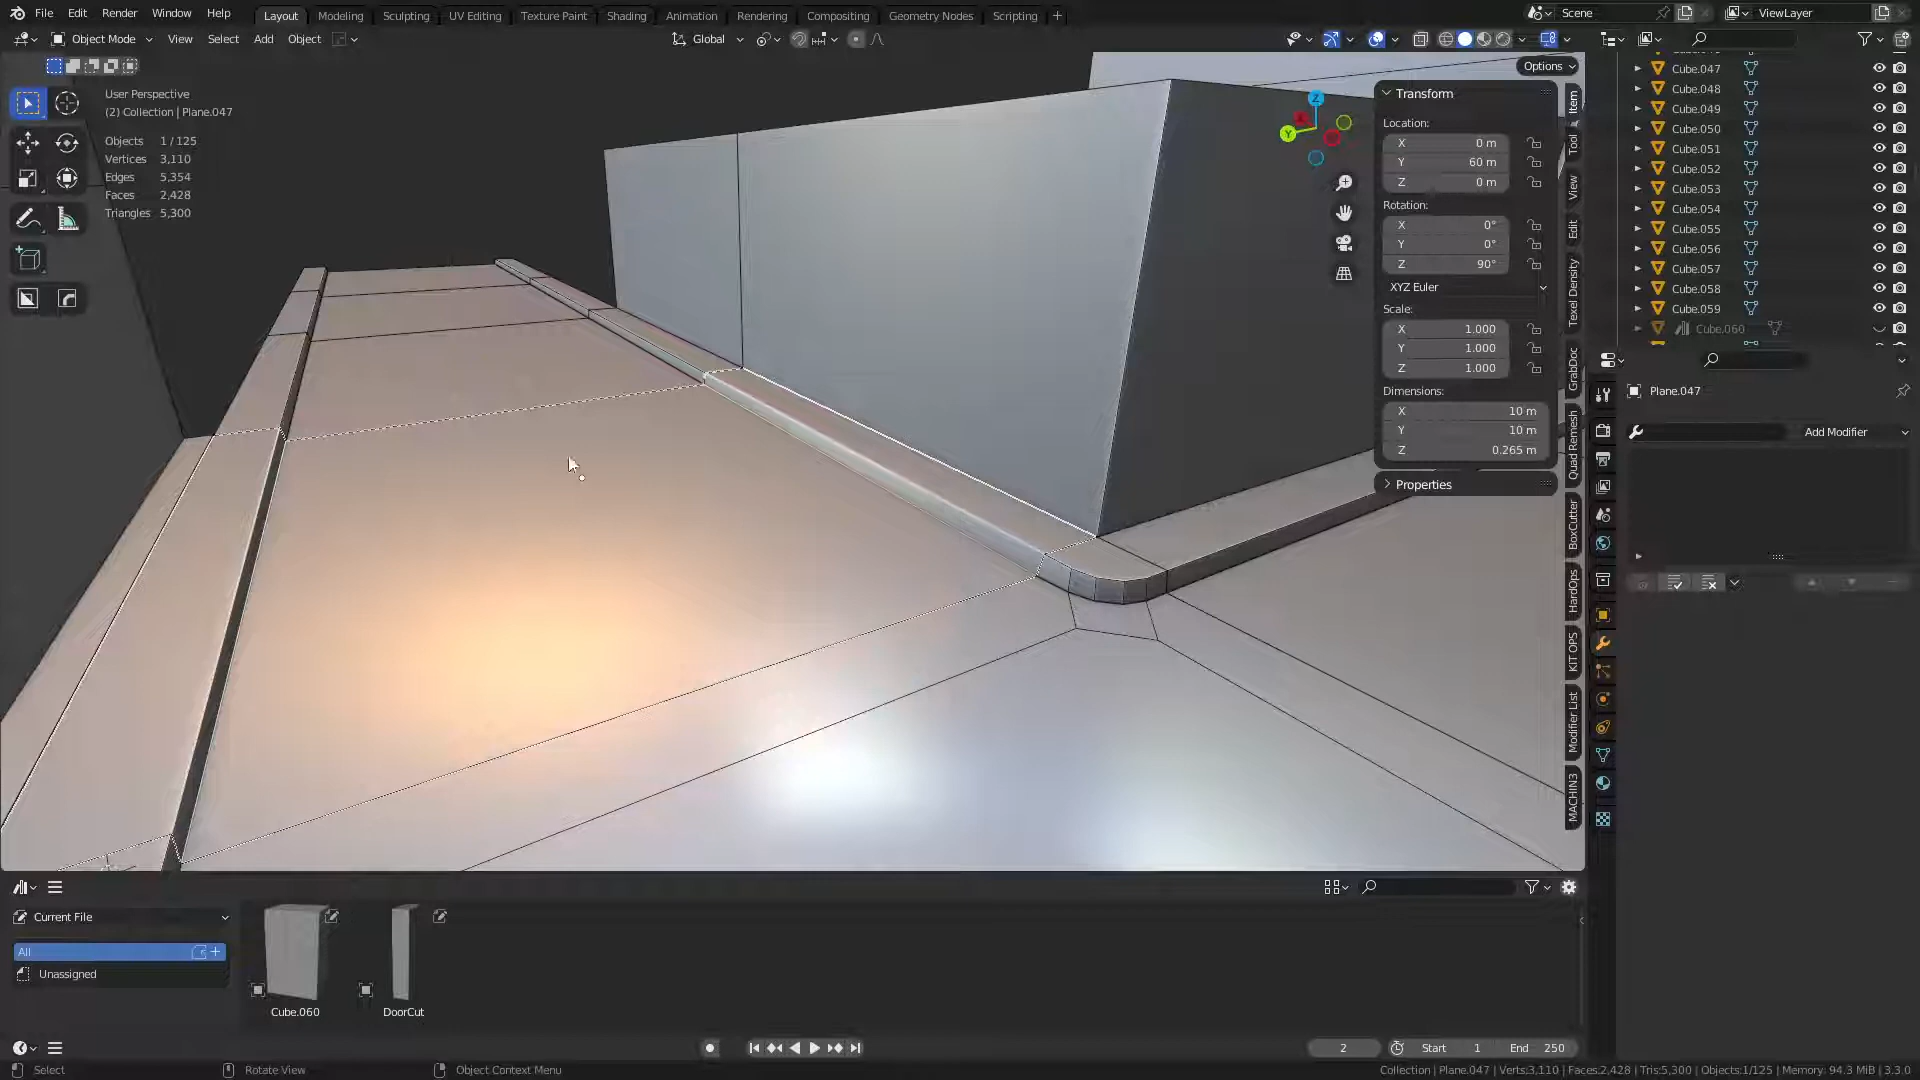 File Edit Render Window Help
Layout Modeling Sculpting UV Editing Texture Paint Shading Animation Rendering Compositing Geometry Nodes Scripting +
Scene ViewLayer
Object Mode View Select Add Object
Global
Options
User Perspective
(2) Collection | Plane.047
Objects 1 / 125
Vertices 3,110
Edges 5,354
Faces 2,428
Triangles 5,300
Z
Y
Transform
Location:
X 0 m
Y 60 m
Z 0 m
Rotation:
X 0°
Y 0°
Z 90°
XYZ Euler
Scale:
X 1.000
Y 1.000
Z 1.000
Dimensions:
X 10 m
Y 10 m
Z 0.265 m
Properties
Item
Tool
View
Edit
Texel Density
GrabDoc
Quad Remesh
BoxCutter
HardOps
KIT OPS
Modifier List
MACHIN3
Cube.047
Cube.048
Cube.049
Cube.050
Cube.051
Cube.052
Cube.053
Cube.054
Cube.055
Cube.056
Cube.057
Cube.058
Cube.059
Cube.060
Plane.047
Add Modifier
Current File
All
Unassigned
Cube.060
DoorCut
2 Start 1 End 250
Select Rotate View Object Context Menu
Collection | Plane.047 | Verts:3,110 | Faces:2,428 | Tris:5,300 | Objects:1/125 | Memory: 94.3 MiB | 3.3.0